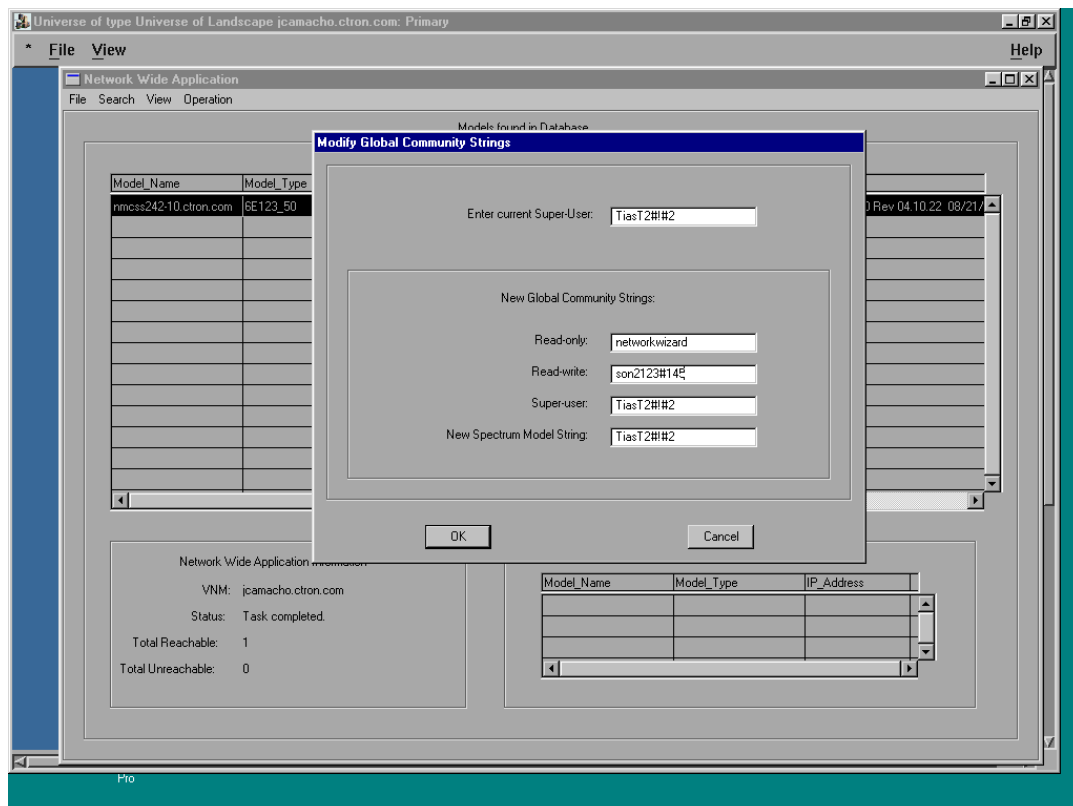 Universe of type Universe of Landscape jcamacho.ctron.com: Primary
* File View Help
Network Wide Application
File Search View Operation
Models found in Database
Modify Global Community Strings
Model_Name Model_Type
nmcss242-10.ctron.com 6E123_50 Rev 04.10.22 08/21/
Enter current Super-User: TiasT2#!#2
New Global Community Strings:
Read-only: networkwizard
Read-write: son2123#145
Super-user: TiasT2#!#2
New Spectrum Model String: TiasT2#!#2
OK Cancel
Network Wide Application Information
VNM: jcamacho.ctron.com
Status: Task completed.
Total Reachable: 1
Total Unreachable: 0
Model_Name Model_Type IP_Address
Pro